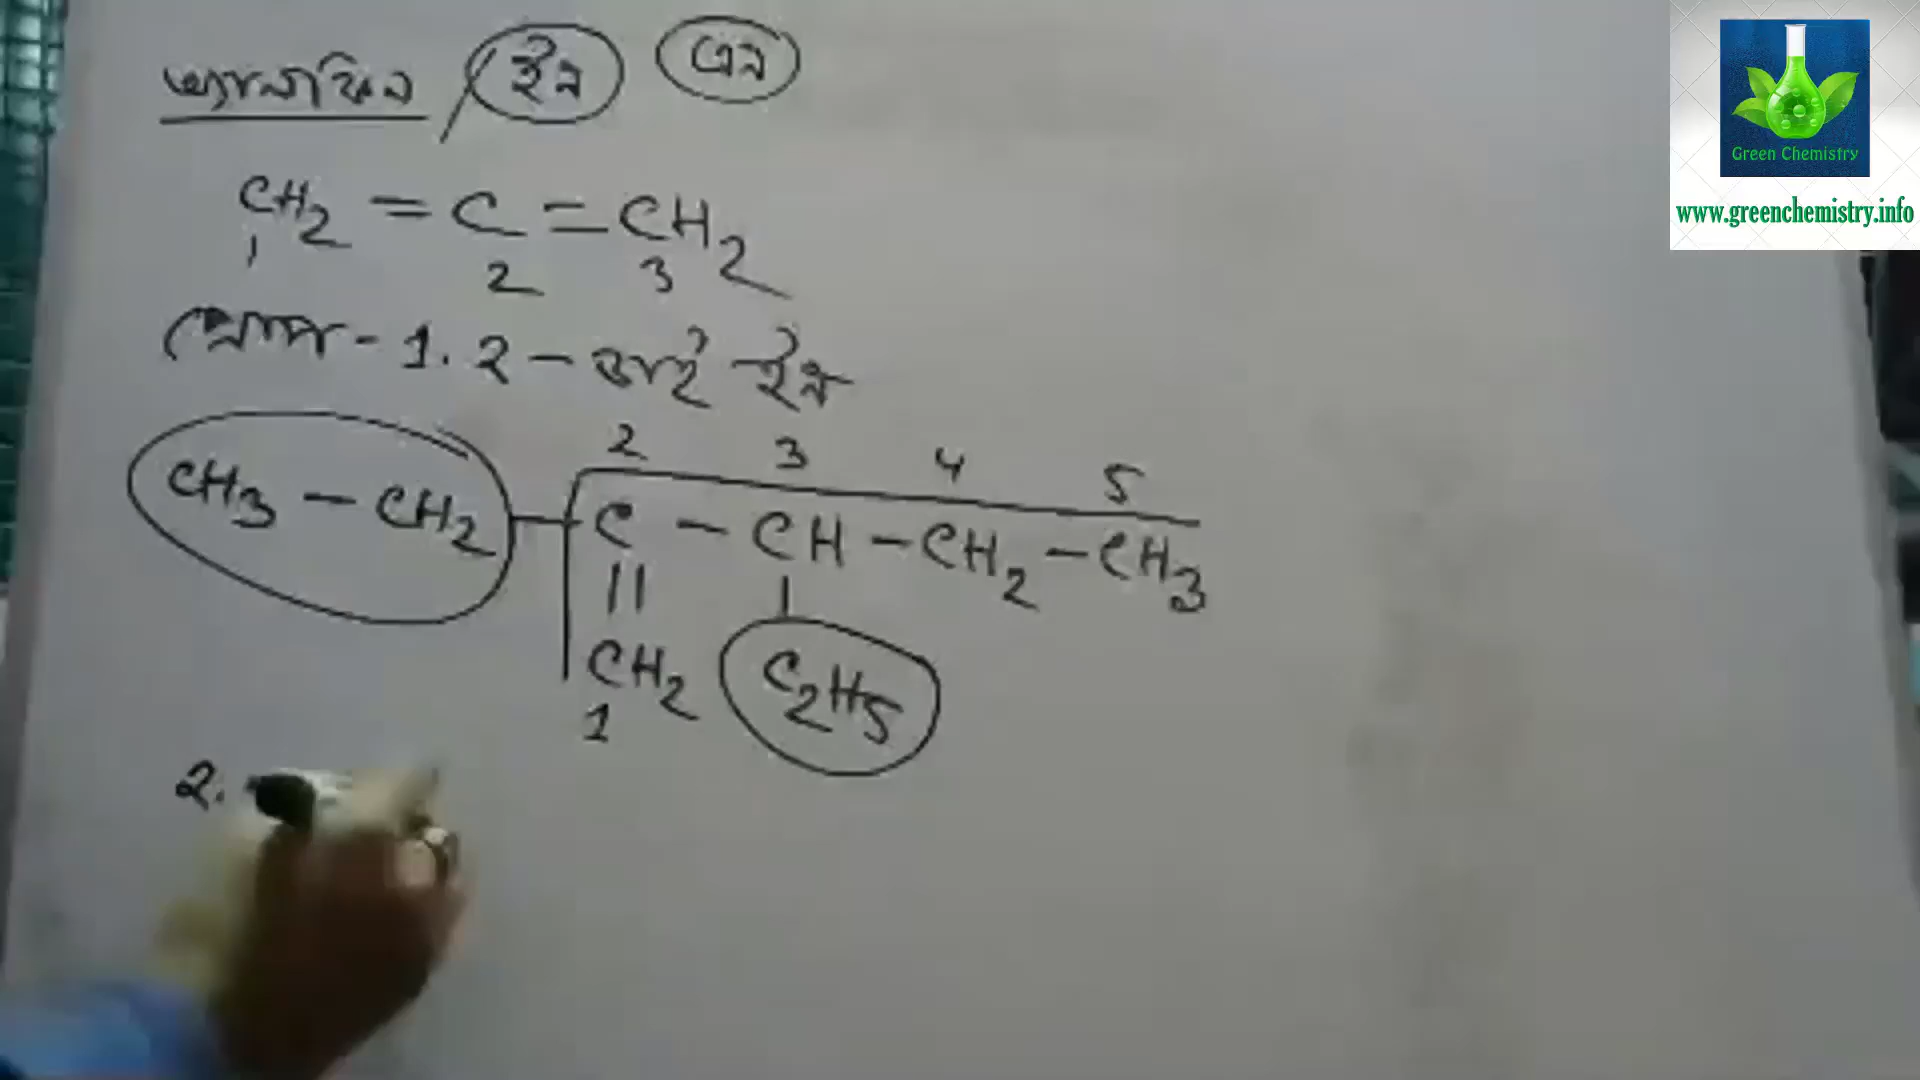 অ্যালকিন ইন এন
CH2 = C = CH2
1 2 3
প্রোপা - 1.2 - ডাই ইন
2 3 4 5
CH3 - CH2 - C - CH - CH2 - CH3
CH2 C2H5
1
2.
Green Chemistry
www.greenchemistry.info